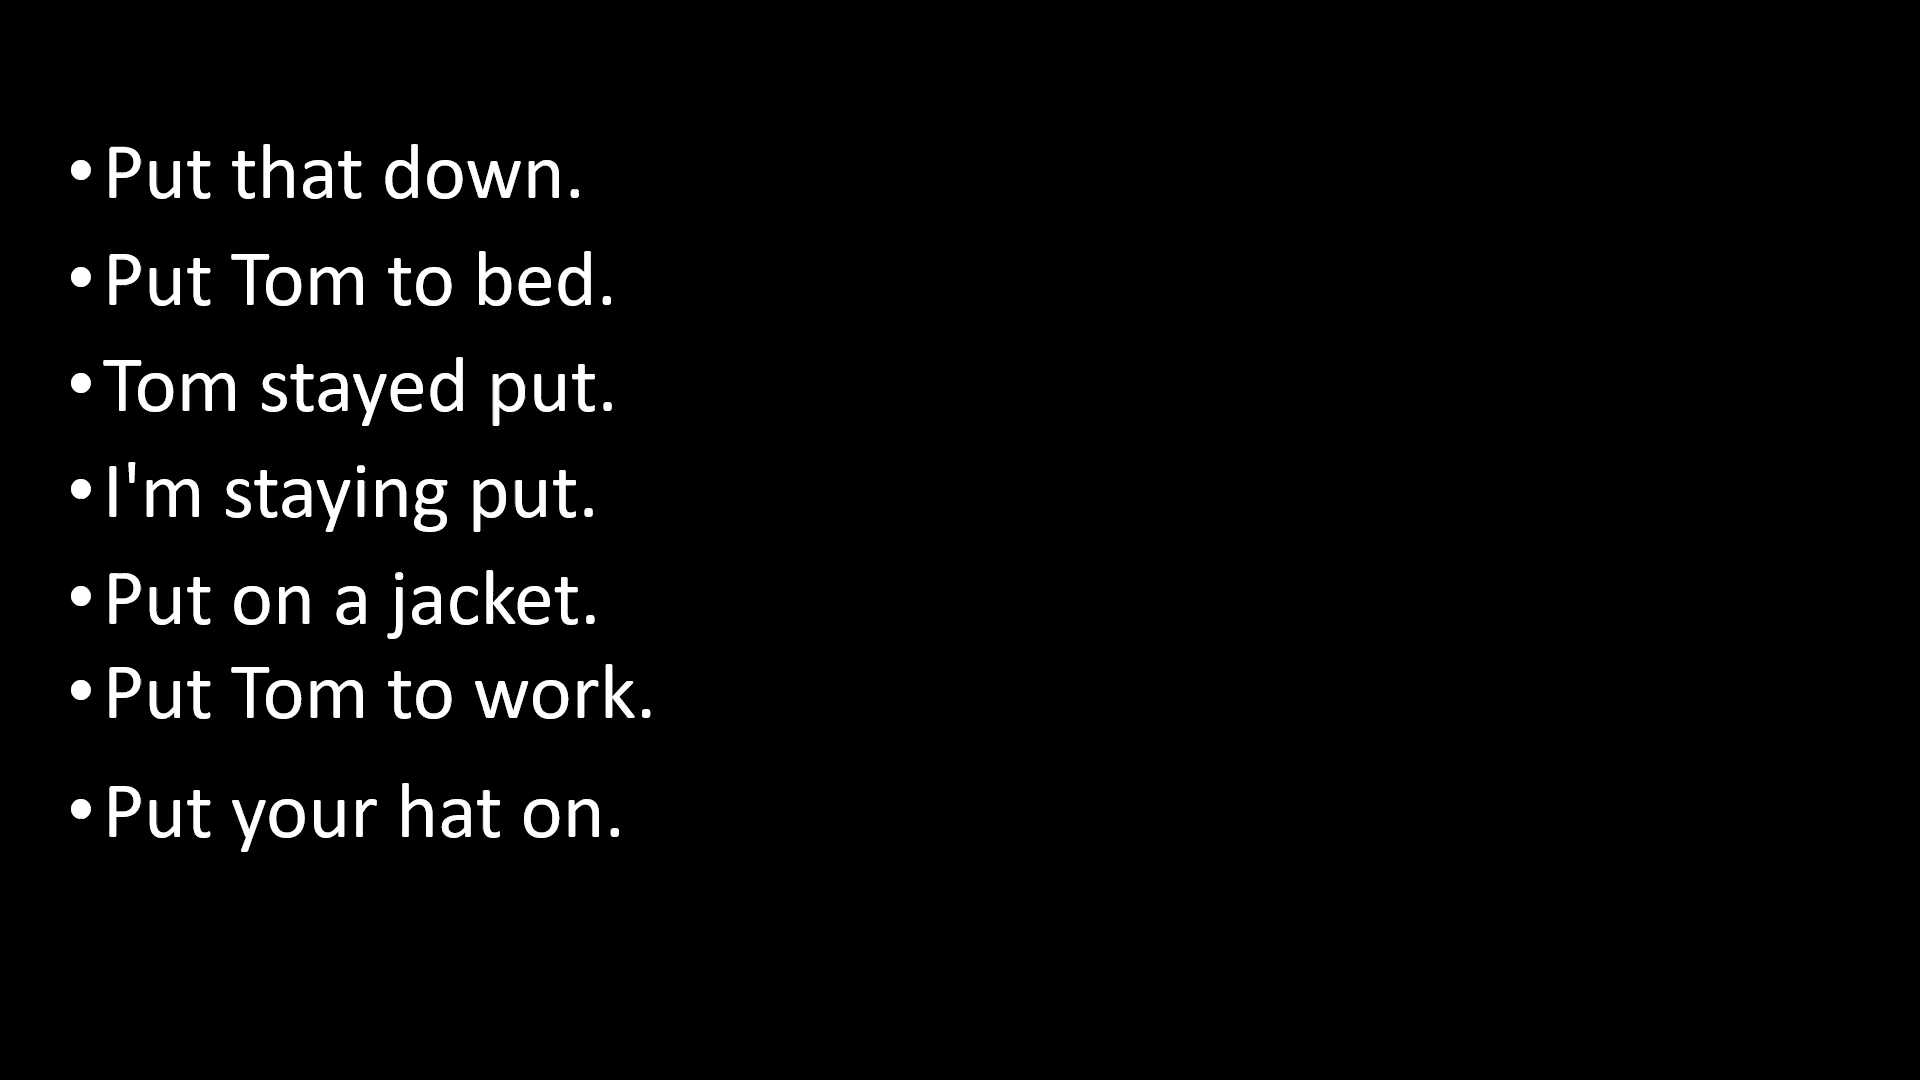 •Put that down.
•Put Tom to bed.
•Tom stayed put.
•I'm staying put.
•Put on a jacket.
•Put Tom to work.
•Put your hat on.